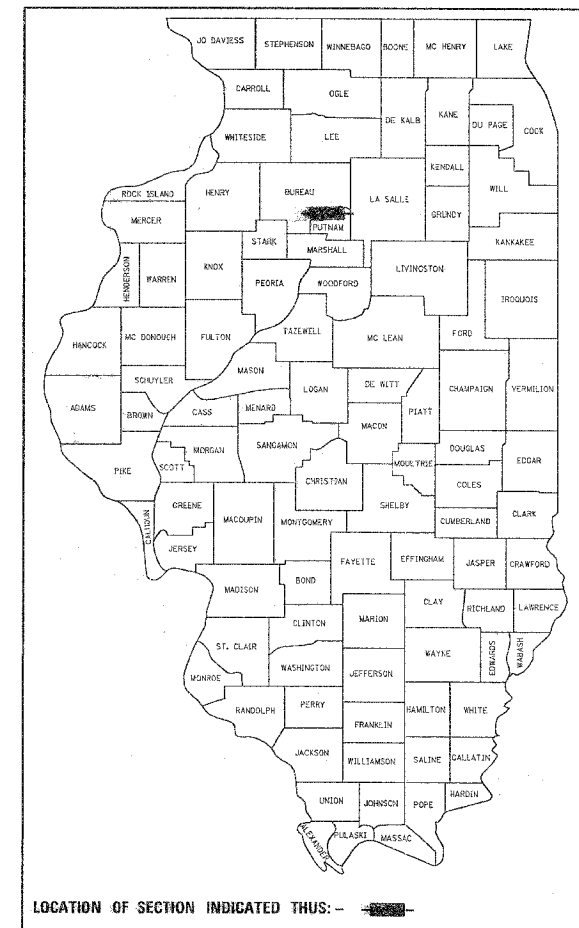 JO DAVIESS STEPHENSON WINNEBAGO BOONE MC HENRY LAKE
CARROLL OGLE DE KALB KANE DU PAGE COOK
WHITESIDE LEE
KENDALL WILL
ROCK ISLAND HENRY BUREAU LA SALLE GRUNDY
MERCER PUTNAM KANKAKEE
STARK MARSHALL
HENDERSON WARREN KNOX PEORIA WOODFORD LIVINGSTON IROQUOIS
HANCOCK MC DONOUGH FULTON TAZEWELL MC LEAN FORD
SCHUYLER MASON LOGAN DE WITT CHAMPAIGN VERMILION
ADAMS BROWN CASS MENARD MACON PIATT
PIKE SCOTT MORGAN SANGAMON MOULTRIE DOUGLAS EDGAR
CHRISTIAN COLES
CALHOUN GREENE MACOUPIN MONTGOMERY SHELBY CUMBERLAND CLARK
JERSEY FAYETTE EFFINGHAM JASPER CRAWFORD
MADISON BOND CLAY RICHLAND LAWRENCE
CLINTON MARION
ST. CLAIR WAYNE EDWARDS WABASH
MONROE WASHINGTON JEFFERSON
RANDOLPH PERRY HAMILTON WHITE
FRANKLIN
JACKSON WILLIAMSON SALINE GALLATIN
UNION JOHNSON POPE HARDIN
ALEXANDER PULASKI MASSAC
LOCATION OF SECTION INDICATED THUS: -